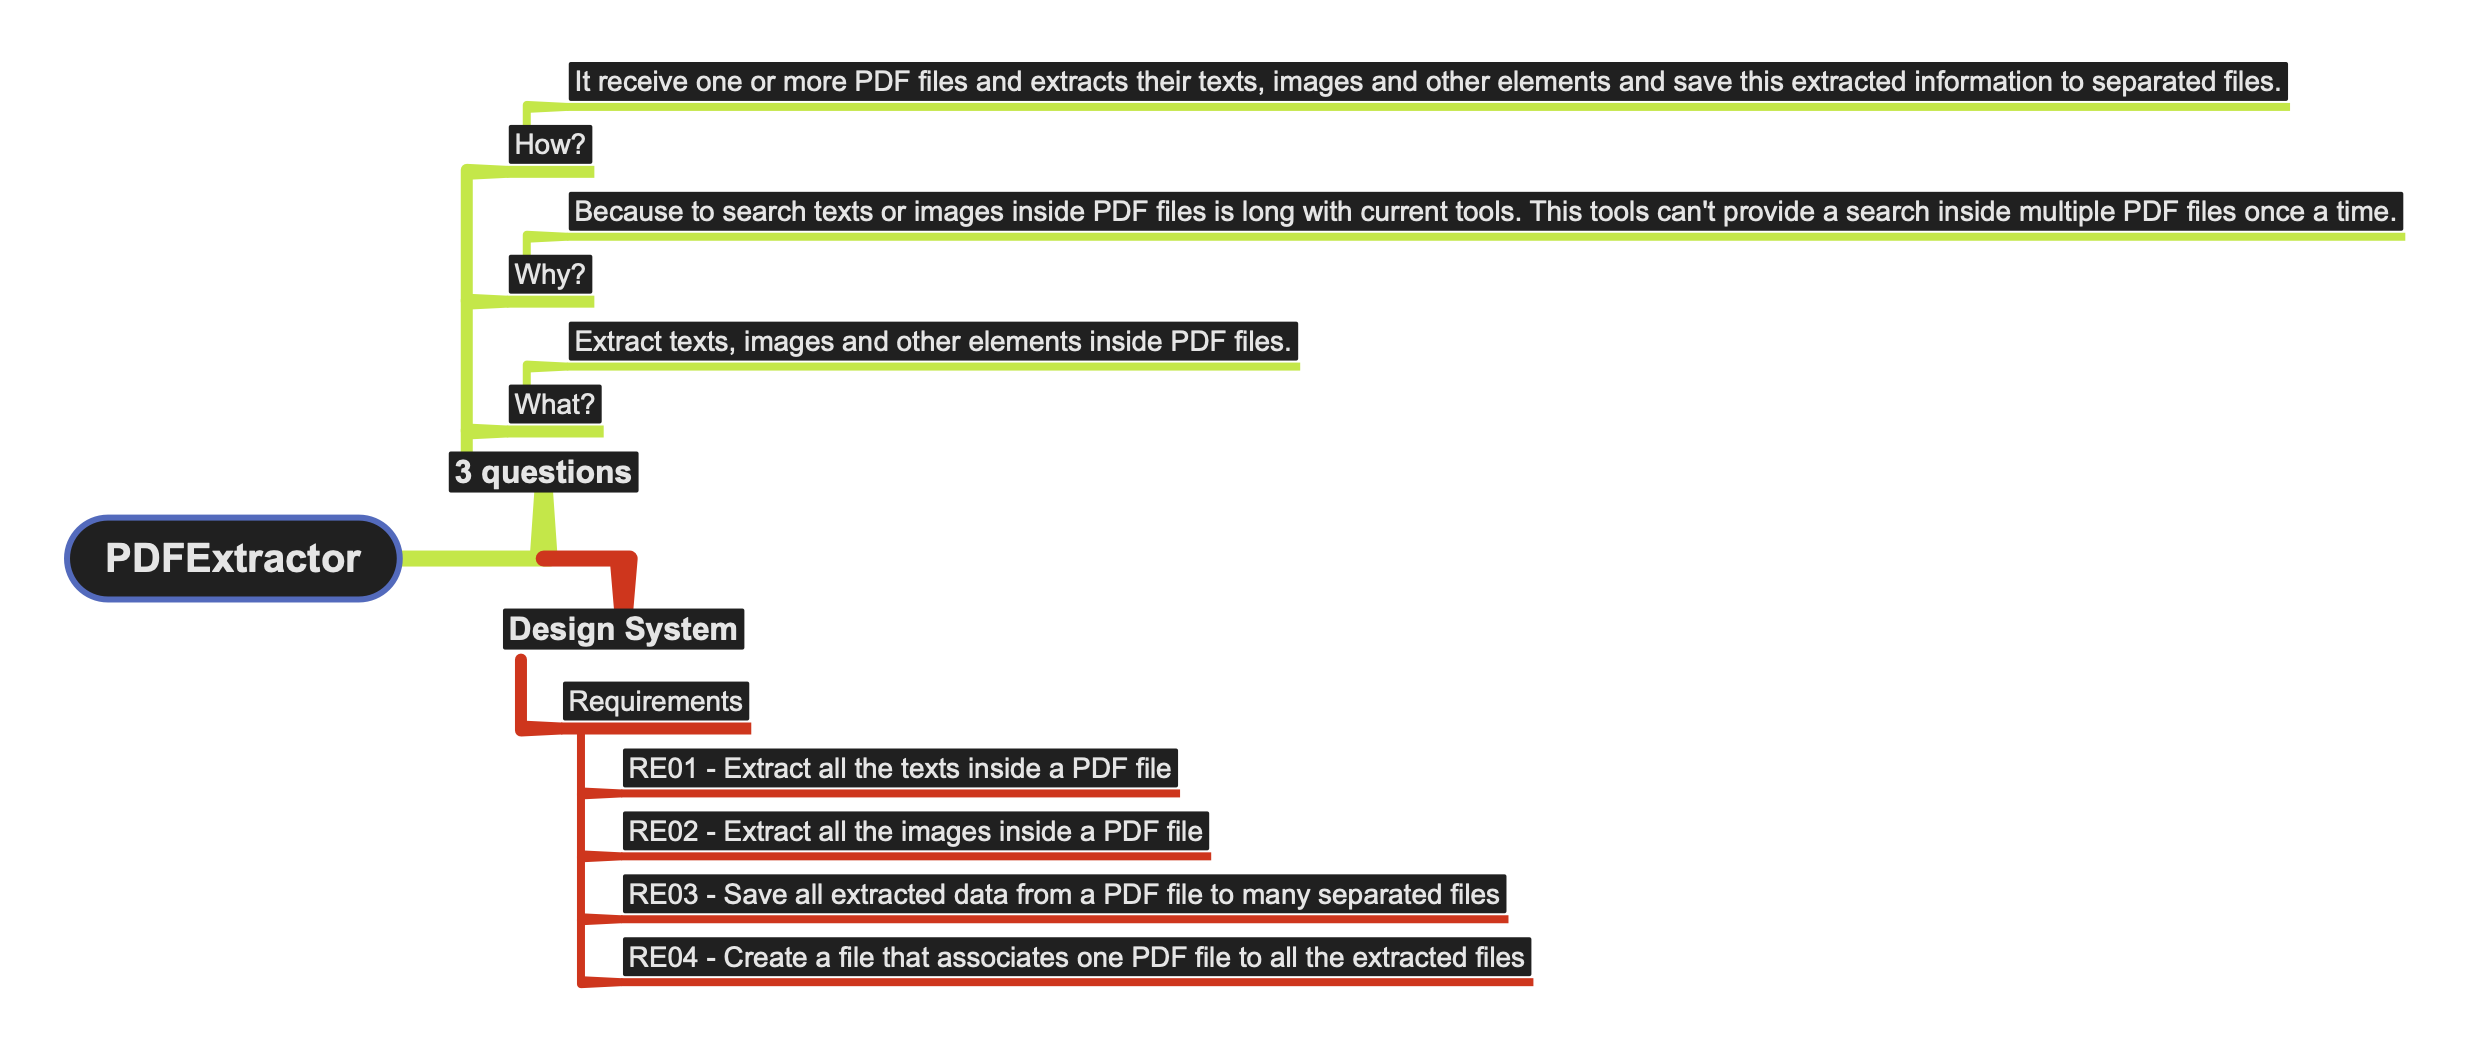 It receive one or more PDF files and extracts their texts, images and other elements and save this extracted information to separated files.
How?
Because to search texts or images inside PDF files is long with current tools. This tools can't provide a search inside multiple PDF files once a time.
Why?
Extract texts, images and other elements inside PDF files.
What?
3 questions
PDFExtractor
Design System
Requirements
RE01 - Extract all the texts inside a PDF file
RE02 - Extract all the images inside a PDF file
RE03 - Save all extracted data from a PDF file to many separated files
RE04 - Create a file that associates one PDF file to all the extracted files